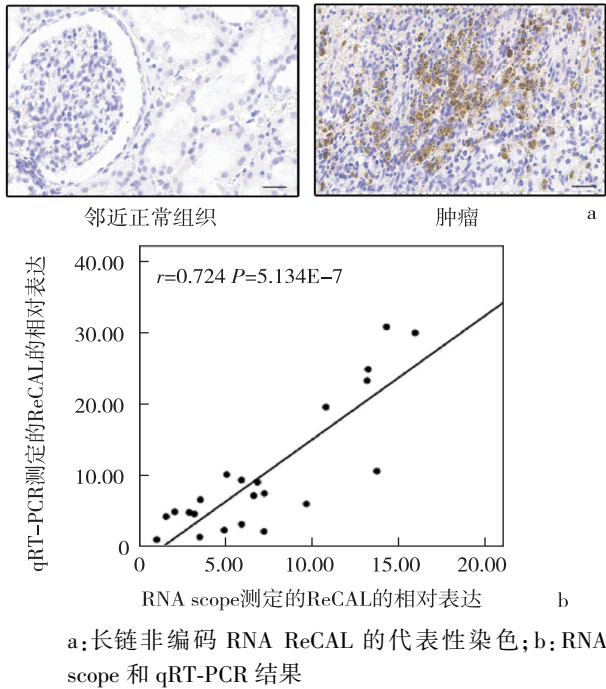 邻近正常组织
肿瘤
a
qRT-PCR测定的ReCAL的相对表达
40.00
30.00
20.00
10.00
0
r=0.724 P=5.134E-7
0
5.00
10.00
15.00
20.00
RNA scope测定的ReCAL的相对表达
b
a:长链非编码 RNA ReCAL 的代表性染色;b:RNA
scope 和 qRT-PCR 结果